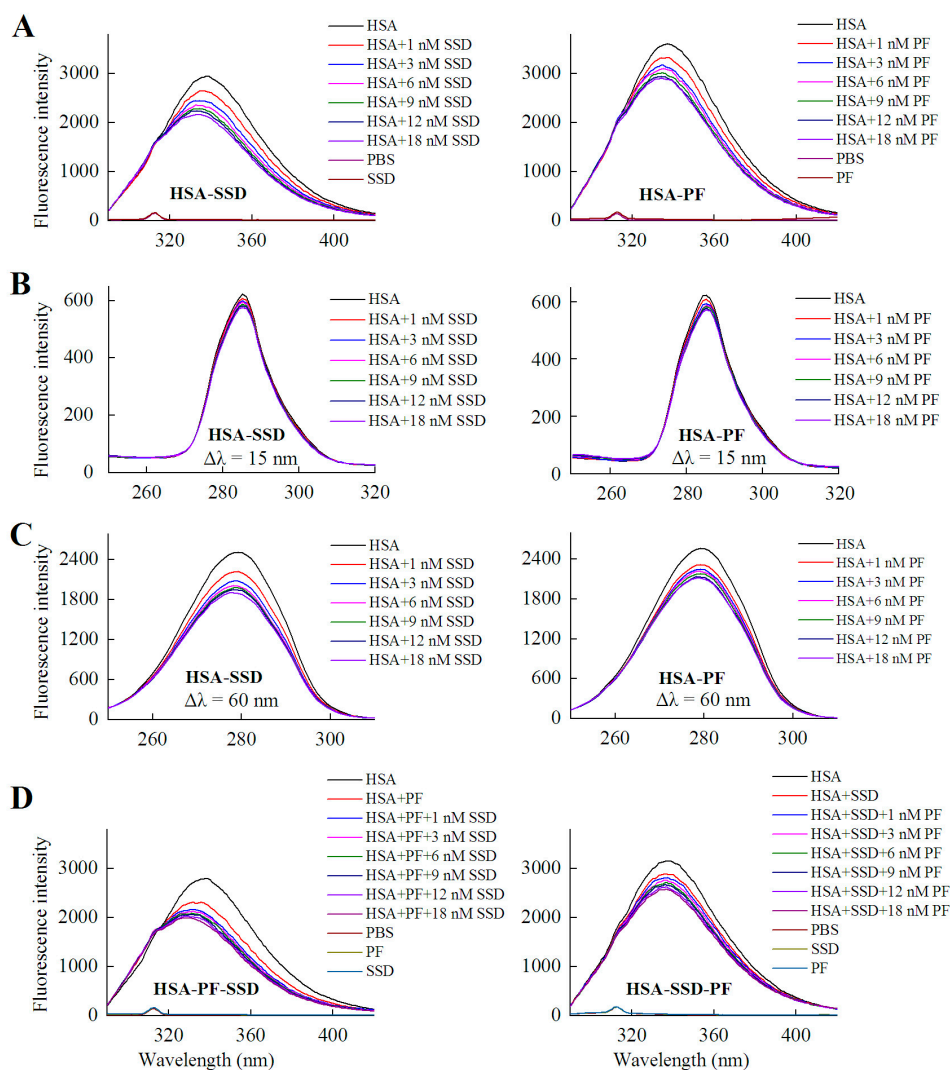 A
Fluorescence intensity
3000
2000
1000
0
320
360
400
HSA-SSD
HSA
HSA+1 nM SSD
HSA+3 nM SSD
HSA+6 nM SSD
HSA+9 nM SSD
HSA+12 nM SSD
HSA+18 nM SSD
PBS
SSD
4000
3000
2000
1000
0
320
360
400
HSA-PF
HSA
HSA+1 nM PF
HSA+3 nM PF
HSA+6 nM PF
HSA+9 nM PF
HSA+12 nM PF
HSA+18 nM PF
PBS
PF
B
Fluorescence intensity
600
400
200
0
260
280
300
320
HSA-SSD
Δλ = 15 nm
HSA
HSA+1 nM SSD
HSA+3 nM SSD
HSA+6 nM SSD
HSA+9 nM SSD
HSA+12 nM SSD
HSA+18 nM SSD
600
400
200
0
260
280
300
320
HSA-PF
Δλ = 15 nm
HSA
HSA+1 nM PF
HSA+3 nM PF
HSA+6 nM PF
HSA+9 nM PF
HSA+12 nM PF
HSA+18 nM PF
C
Fluorescence intensity
2400
1800
1200
600
0
260
280
300
HSA-SSD
Δλ = 60 nm
HSA
HSA+1 nM SSD
HSA+3 nM SSD
HSA+6 nM SSD
HSA+9 nM SSD
HSA+12 nM SSD
HSA+18 nM SSD
2400
1800
1200
600
0
260
280
300
HSA-PF
Δλ = 60 nm
HSA
HSA+1 nM PF
HSA+3 nM PF
HSA+6 nM PF
HSA+9 nM PF
HSA+12 nM PF
HSA+18 nM PF
D
Fluorescence intensity
3000
2000
1000
0
320
360
400
Wavelength (nm)
HSA-PF-SSD
HSA
HSA+PF
HSA+PF+1 nM SSD
HSA+PF+3 nM SSD
HSA+PF+6 nM SSD
HSA+PF+9 nM SSD
HSA+PF+12 nM SSD
HSA+PF+18 nM SSD
PBS
PF
SSD
4000
3000
2000
1000
0
320
360
400
Wavelength (nm)
HSA-SSD-PF
HSA
HSA+SSD
HSA+SSD+1 nM PF
HSA+SSD+3 nM PF
HSA+SSD+6 nM PF
HSA+SSD+9 nM PF
HSA+SSD+12 nM PF
HSA+SSD+18 nM PF
PBS
SSD
PF